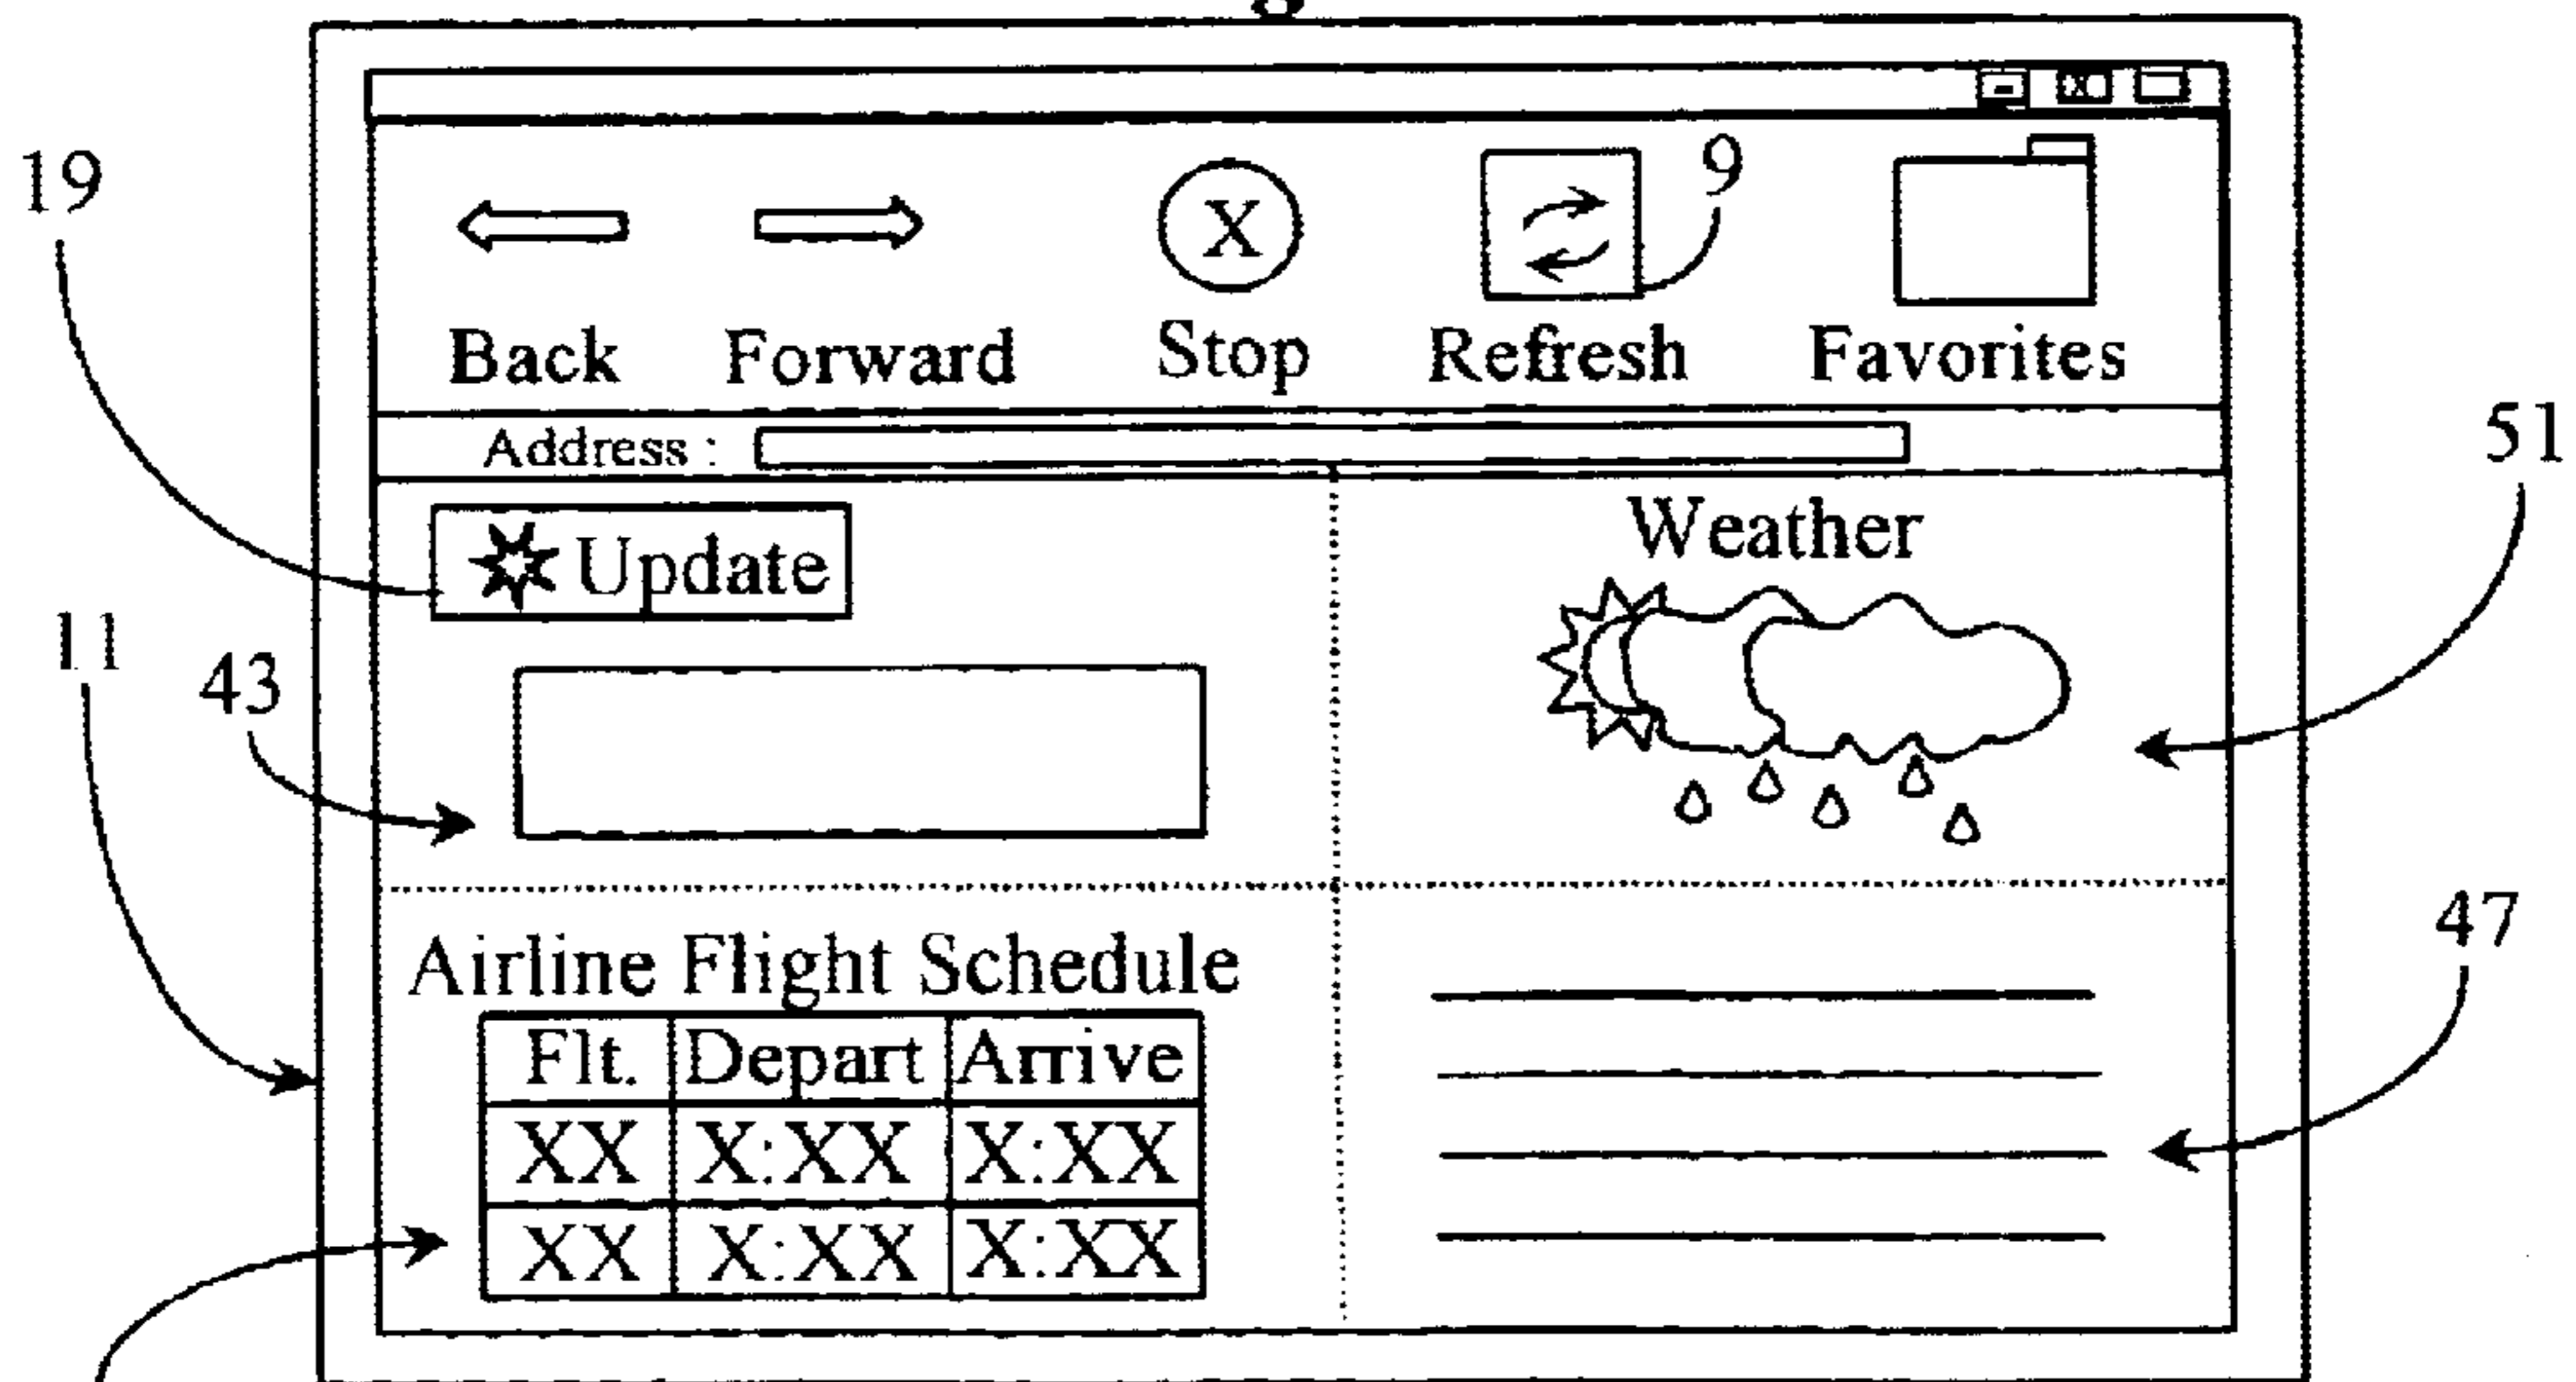 19
9
X
Back Forward Stop Refresh Favorites
Address :
51
Update
Weather
11
43
47
Airline Flight Schedule
Flt. Depart Arrive
XX X:XX X:XX
XX X:XX X:XX